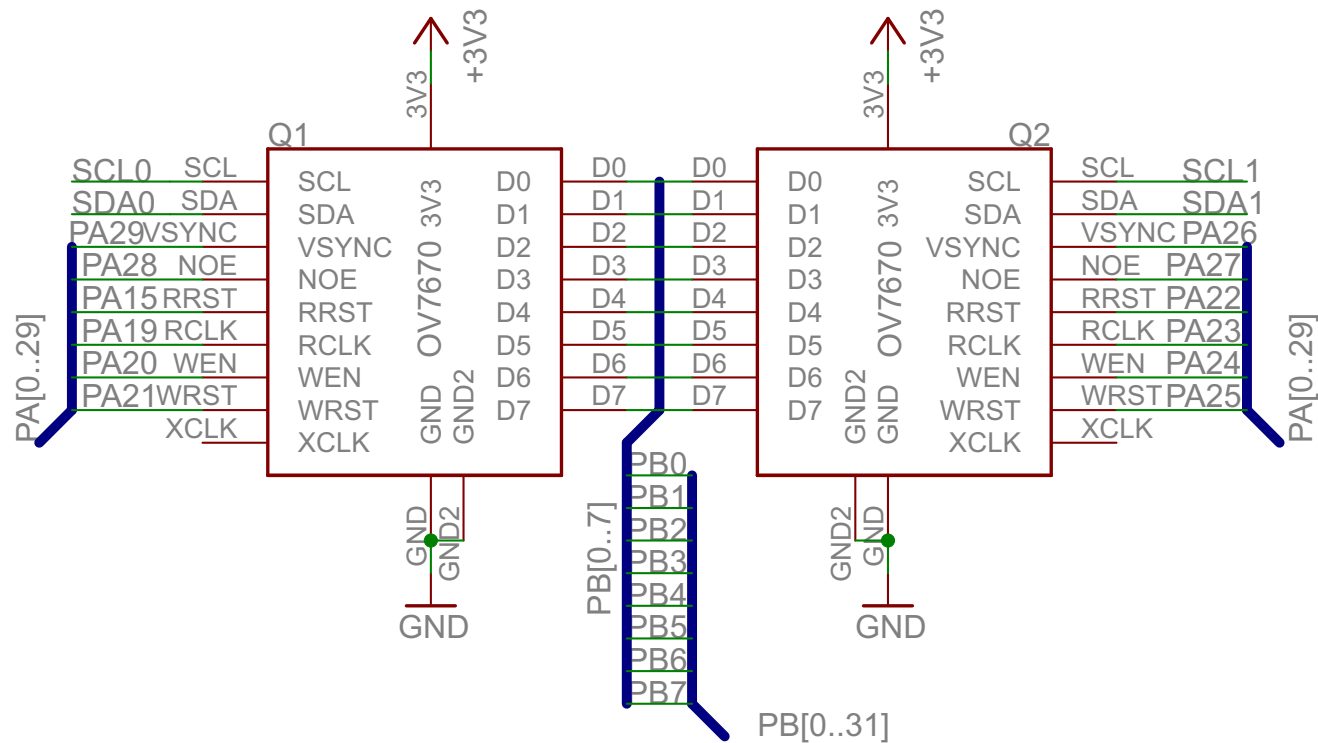 +3V3 +3V3
3V3 3V3
Q1 Q2
SCL0 SCL SCL D0 D0 D0 D0 SCL SCL SCL1
SDA0 SDA SDA D1 D1 D1 D1 SDA SDA SDA1
PA29 VSYNC VSYNC D2 D2 D2 D2 VSYNC VSYNC PA26
PA28 NOE NOE D3 D3 D3 D3 NOE NOE PA27
PA15 RRST RRST D4 D4 D4 D4 RRST RRST PA22
PA19 RCLK RCLK D5 D5 D5 D5 RCLK RCLK PA23
PA20 WEN WEN D6 D6 D6 D6 WEN WEN PA24
PA21 WRST WRST D7 D7 D7 D7 WRST WRST PA25
XCLK XCLK XCLK XCLK
3V3 3V3
OV7670 OV7670
GND GND2 GND2 GND
PA[0..29] PA[0..29]
GND GND2 GND2 GND
GND GND
PB[0..7]
PB0
PB1
PB2
PB3
PB4
PB5
PB6
PB7
PB[0..31]